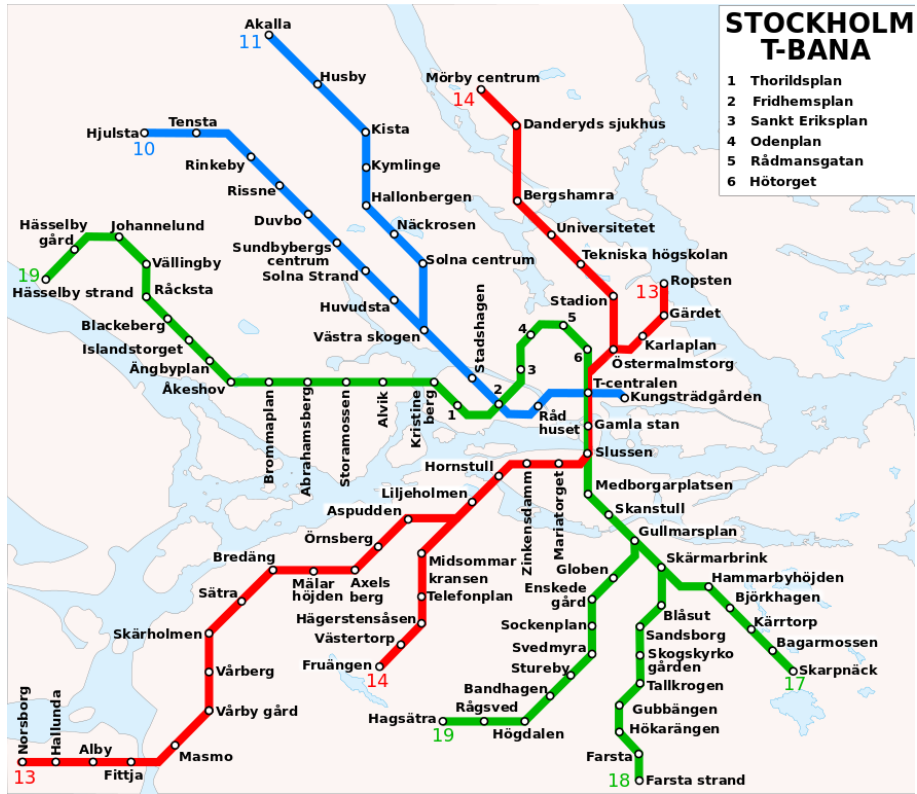 STOCKHOLM
T-BANA
1 Thorildsplan
2 Fridhemsplan
3 Sankt Eriksplan
4 Odenplan
5 Rådmansgatan
6 Hötorget
Akalla
11
Husby
Kista
Kymlinge
Hallonbergen
Näckrosen
Solna centrum
Hjulsta
10
Tensta
Rinkeby
Rissne
Duvbo
Sundbybergs
centrum
Solna Strand
Huvudsta
Västra skogen
Stadshagen
Mörby centrum
14
Danderyds sjukhus
Bergshamra
Universitetet
Tekniska högskolan
Stadion
Ropsten
13
Gärdet
Karlaplan
Östermalmstorg
Hässelby
gård
Johannelund
19
Hässelby strand
Vällingby
Råcksta
Blackeberg
Islandstorget
Ängbyplan
Åkeshov
Brommaplan
Abrahamsberg
Storamossen
Alvik
Kristine
berg
1
2
3
4
5
6
Råd
huset
T-centralen
Kungsträdgården
Gamla stan
Slussen
Medborgarplatsen
Skanstull
Gullmarsplan
Skärmarbrink
Hornstull
Zinkensdamm
Mariatorget
Liljeholmen
Aspudden
Örnsberg
Axels
berg
Mälar
höjden
Bredäng
Sätra
Skärholmen
Vårberg
Vårby gård
Masmo
Fittja
Alby
Hallunda
Norsborg
13
Midsommar
kransen
Telefonplan
Hägerstensåsen
Västertorp
Fruängen
14
Globen
Enskede
gård
Sockenplan
Svedmyra
Stureby
Bandhagen
Högdalen
Rågsved
Hagsätra
19
Blåsut
Sandsborg
Skogskyrko
gården
Tallkrogen
Gubbängen
Hökarängen
Farsta
18
Farsta strand
Hammarbyhöjden
Björkhagen
Kärrtorp
Bagarmossen
Skarpnäck
17